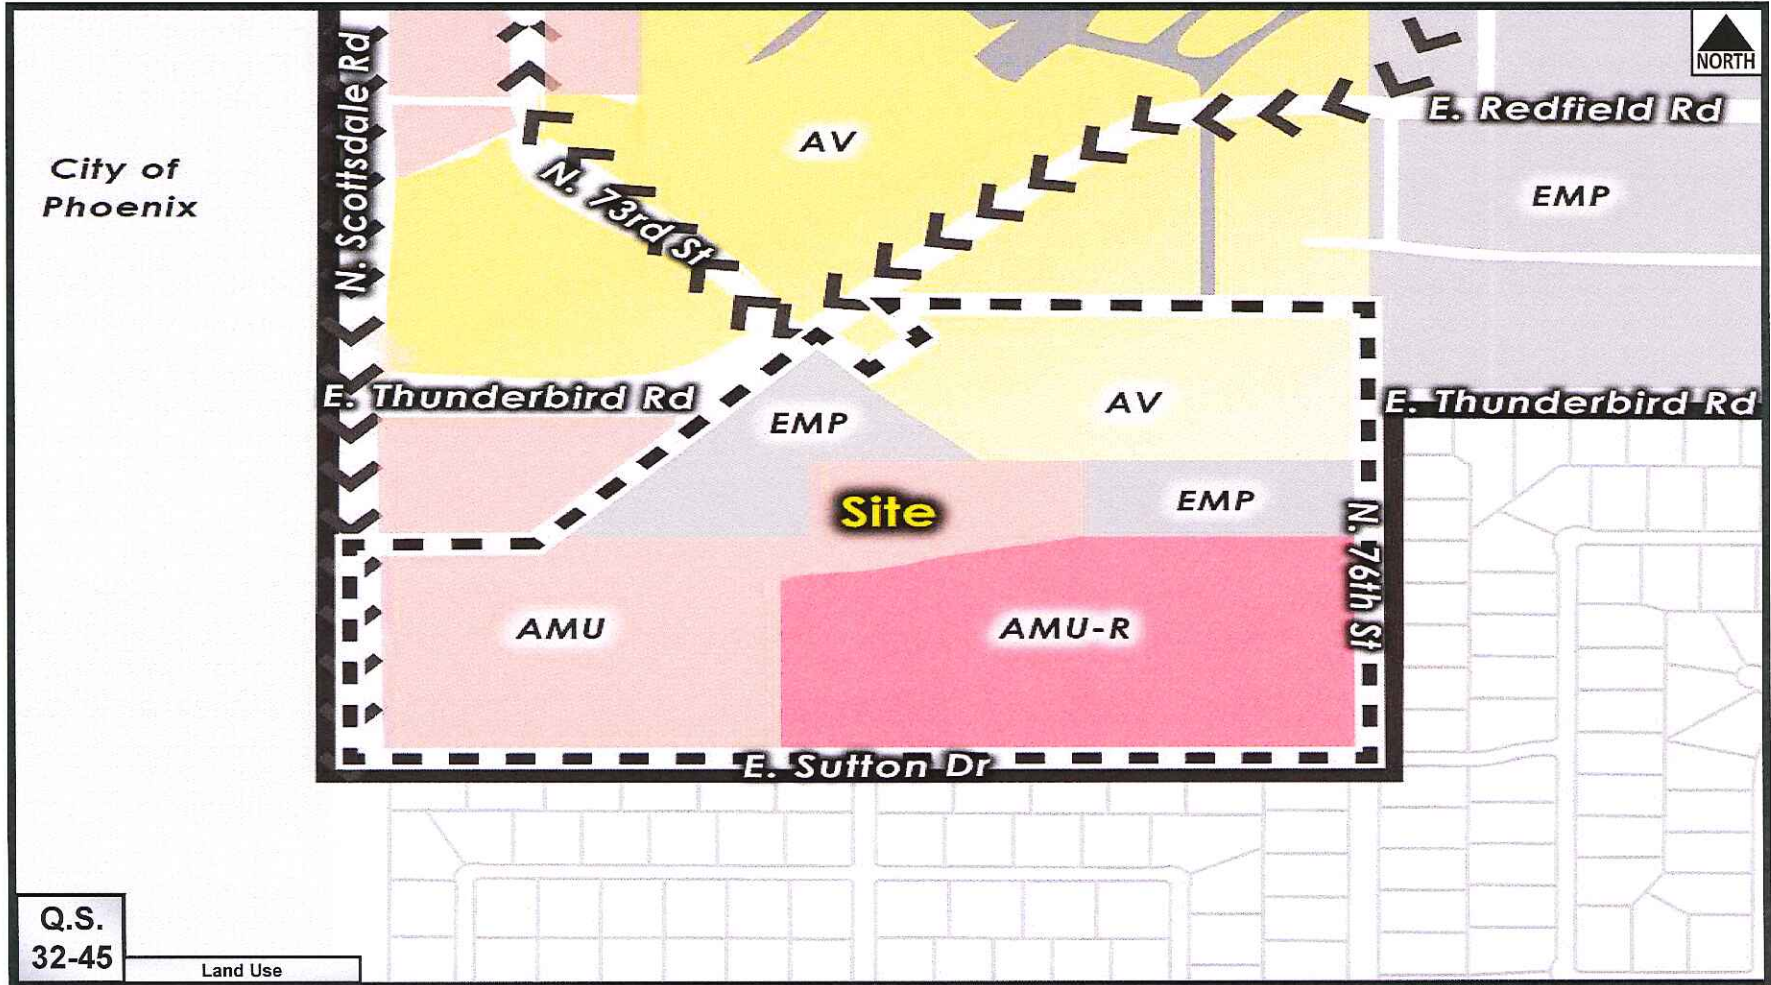 NORTH
N. Scottsdale Rd
E. Redfield Rd
AV
City of
Phoenix
N. 73rd St
EMP
E. Thunderbird Rd
EMP
AV
E. Thunderbird Rd
Site
EMP
N. 76th St
AMU
AMU-R
E. Sutton Dr
Q.S.
32-45
Land Use